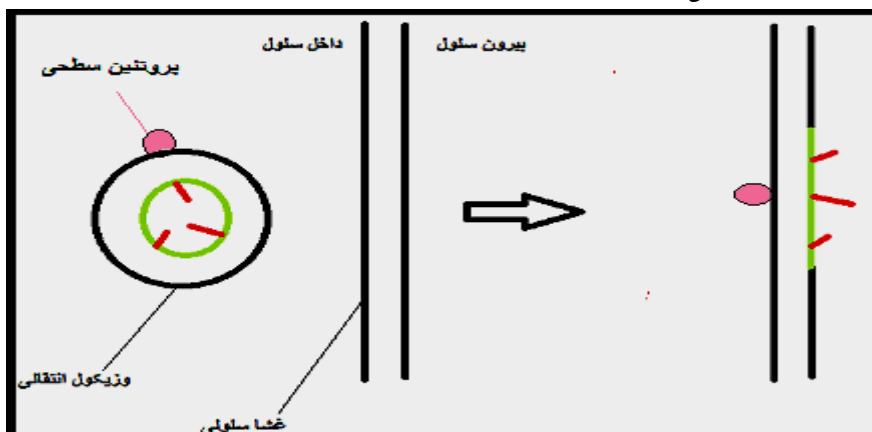 داخل سلول
بیرون سلول
پروتئین سطحی
وزیکول انتقالی
غشا سلولی